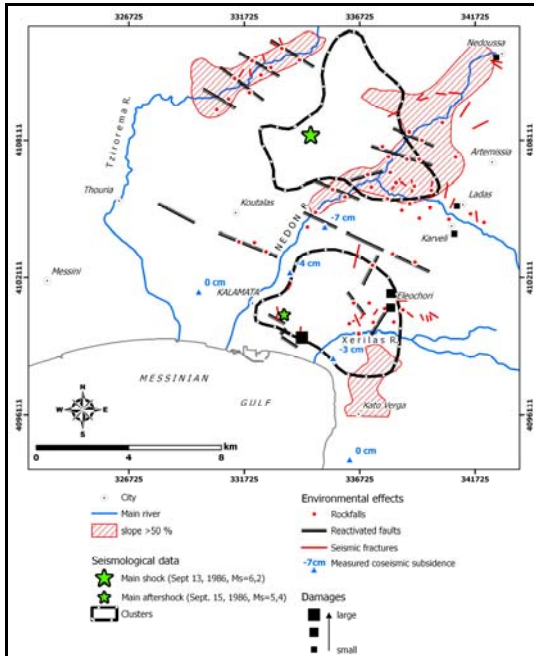 326725 331725 336725 341725
Nedoussa
4108111 4108111
Tzirorema R.
Artemissia
Thouria
Koutalas
Ladas
NEDON R.
-7 cm
Karveli
4102111 4102111
Messini
0 cm
-4 cm
KALAMATA
Eleochori
Xerilas R.
-3 cm
MESSINIAN
GULF
N
W E
S
Kato Verga
4096111 4096111
0 4 8
km
0 cm
326725 331725 336725 341725
City
Main river
slope >50 %
Seismological data
Main shock (Sept 13, 1986, Ms=6,2)
Main aftershock (Sept. 15, 1986, Ms=5,4)
Clusters
Environmental effects
Rockfalls
Reactivated faults
Seismic fractures
-7cm Measured coseismic subsidence
Damages
large
small